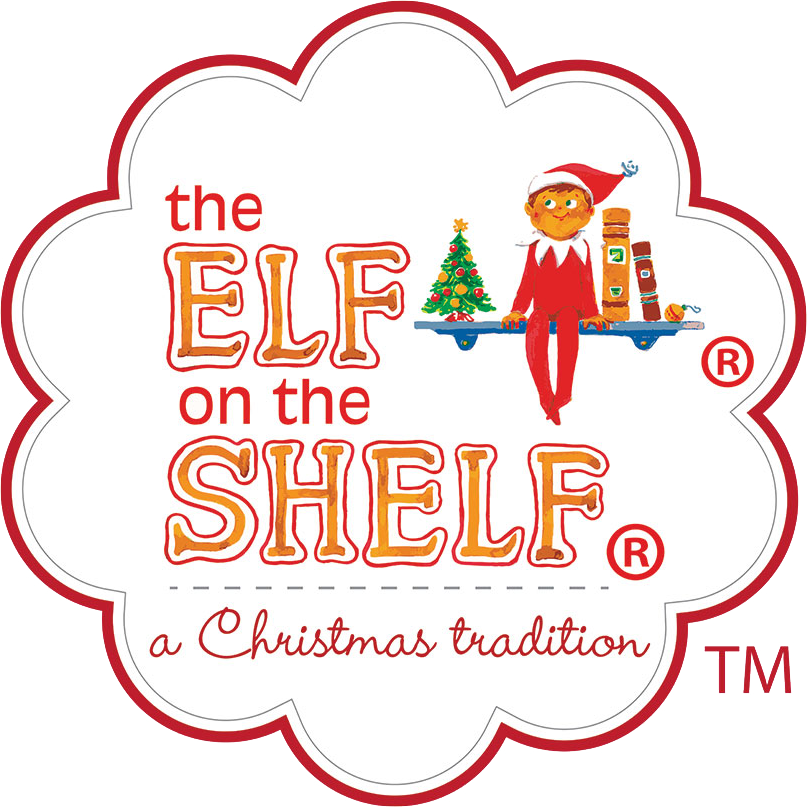 the
ELF
®
on the
SHELF®
a Christmas tradition
TM